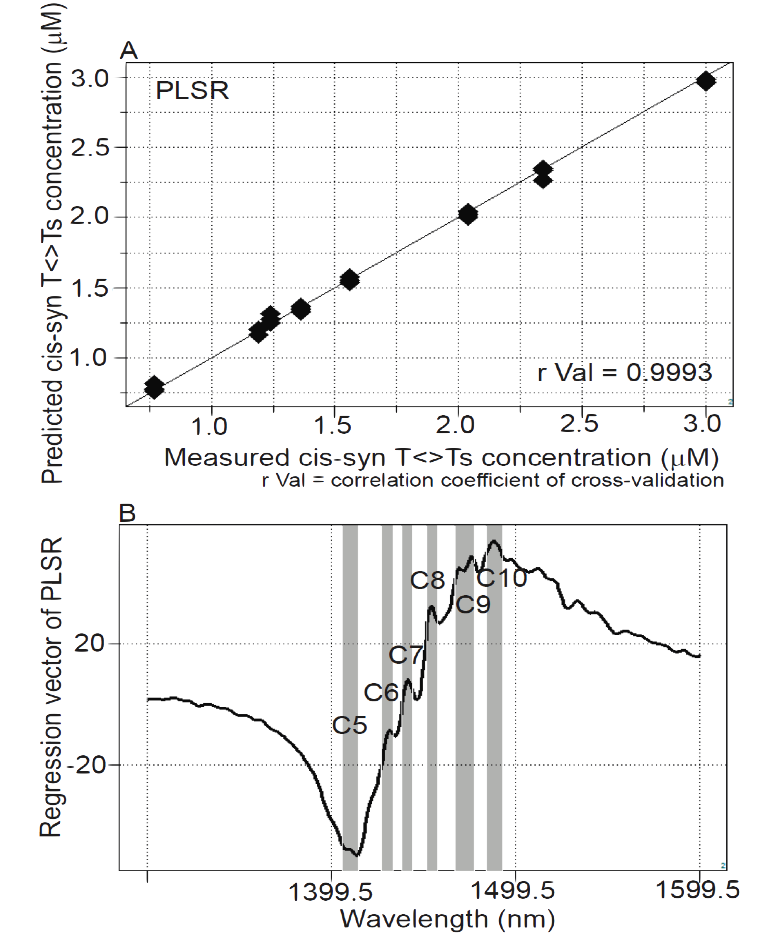 A
PLSR
Predicted cis-syn T<>Ts concentration (μM)
3.0
2.5
2.0
1.5
1.0
r Val = 0.9993
2
1.0 1.5 2.0 2.5 3.0
Measured cis-syn T<>Ts concentration (μM)
r Val = correlation coefficient of cross-validation
B
Regression vector of PLSR
C10
C8
C9
20
C7
C6
C5
-20
2
1399.5 1499.5 1599.5
Wavelength (nm)